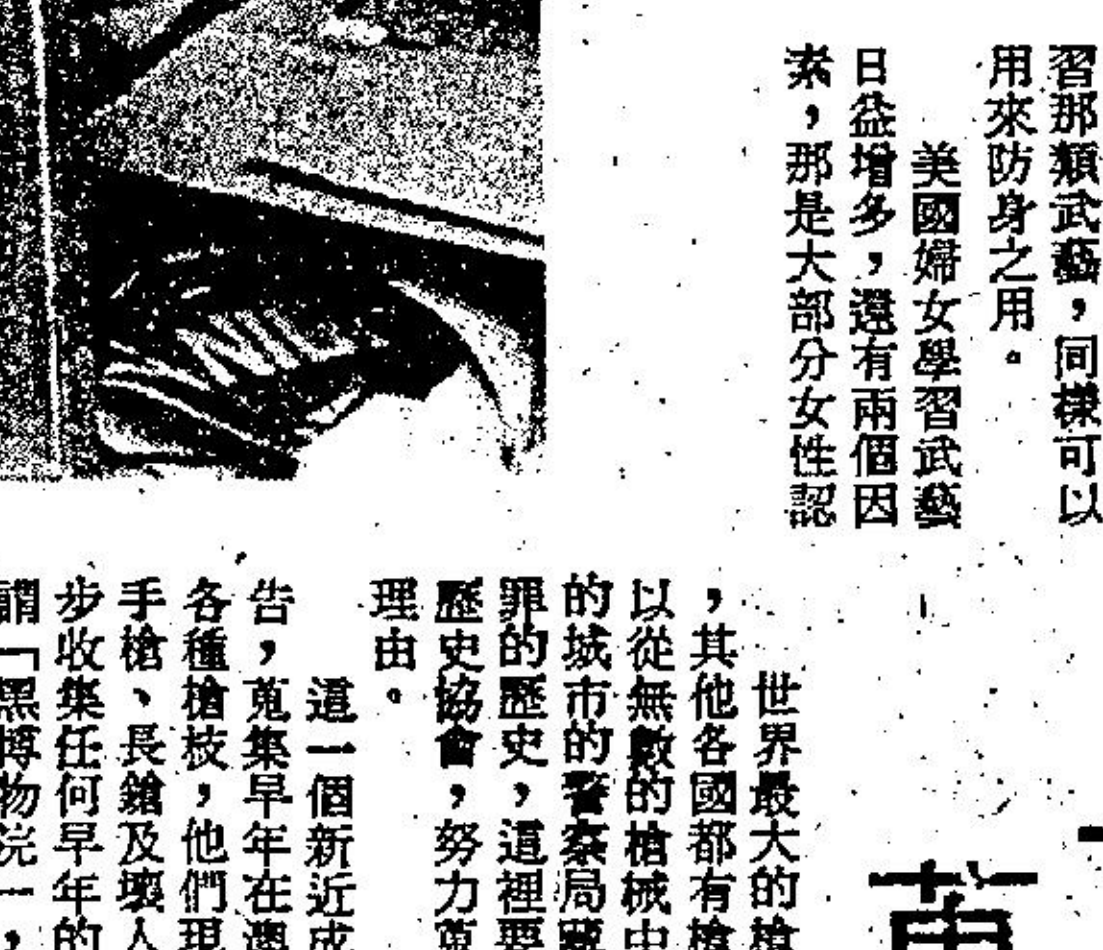 習那類武藝，同樣可以
用來防身之用。
美國婦女學習武藝
日益增多，還有兩個因
素，那是大部分女性認
世界最大的槍
，其他各國都有槍
以從無數的槍械中
的城市的警察局
罪的歷史，這裡要
歷史協會，努力蒐
理由。
這一個新近成
告，蒐集早年在
各種槍枝，他們現
手槍、長鎗及壞人
步收集任何早年的
謂「黑博物